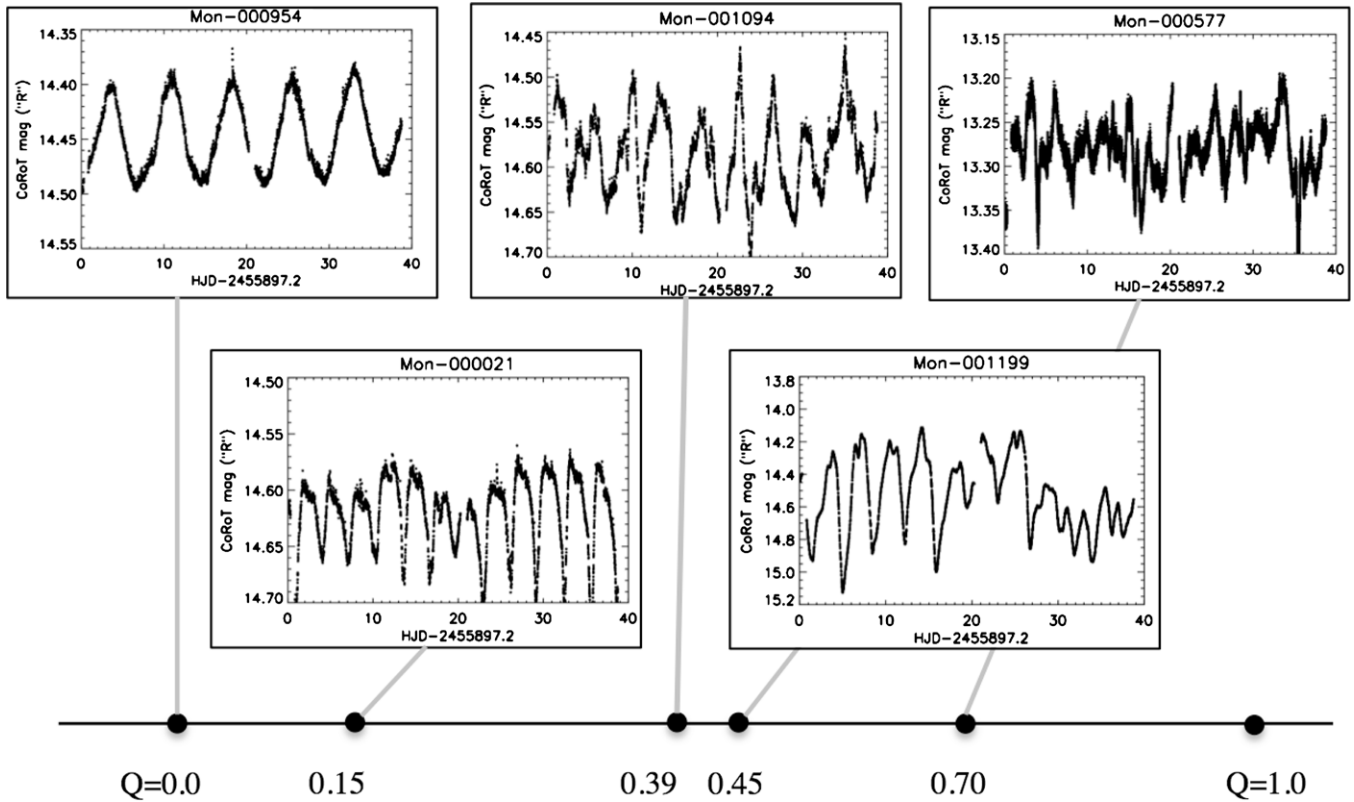 Mon-000954
14.35
14.40
14.45
14.50
14.55
CoRoT mag ("R")
0 10 20 30 40
HJD-2455897.2
Mon-001094
14.45
14.50
14.55
14.60
14.65
14.70
CoRoT mag ("R")
0 10 20 30 40
HJD-2455897.2
Mon-000577
13.15
13.20
13.25
13.30
13.35
13.40
CoRoT mag ("R")
0 10 20 30 40
HJD-2455897.2
Mon-000021
14.50
14.55
14.60
14.65
14.70
CoRoT mag ("R")
0 10 20 30 40
HJD-2455897.2
Mon-001199
13.8
14.0
14.2
14.4
14.6
14.8
15.0
15.2
CoRoT mag ("R")
0 10 20 30 40
HJD-2455897.2
Q=0.0 0.15 0.39 0.45 0.70 Q=1.0